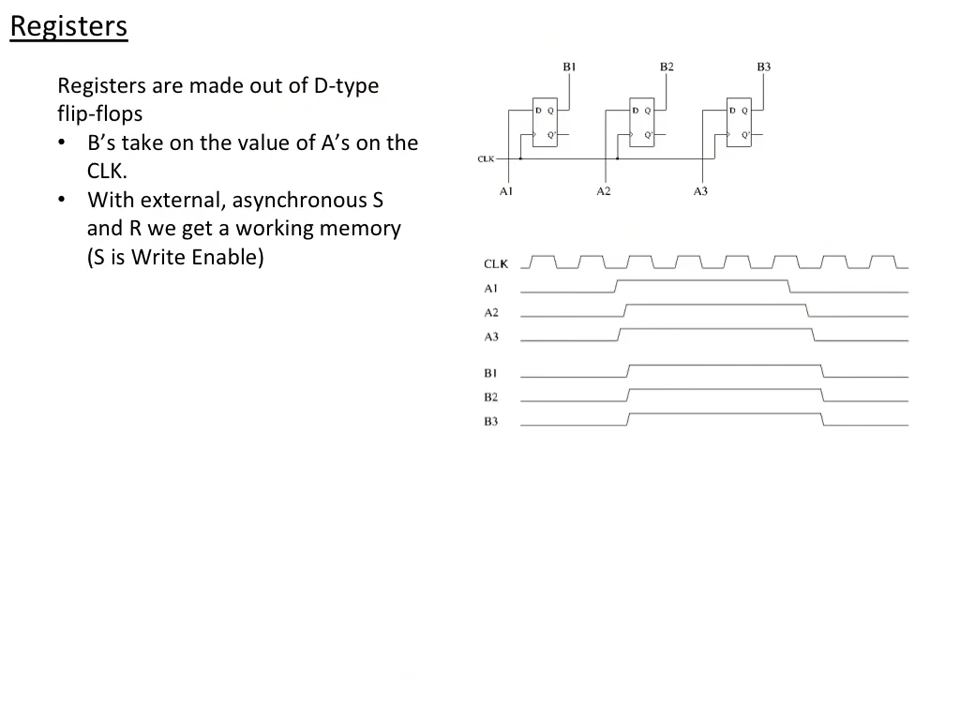 Registers
Registers are made out of D-type
flip-flops
• B’s take on the value of A’s on the
CLK.
• With external, asynchronous S
and R we get a working memory
(S is Write Enable)
B1 B2 B3
D Q D Q D Q
Q' Q' Q'
CLK
A1 A2 A3
CLK
A1
A2
A3
B1
B2
B3